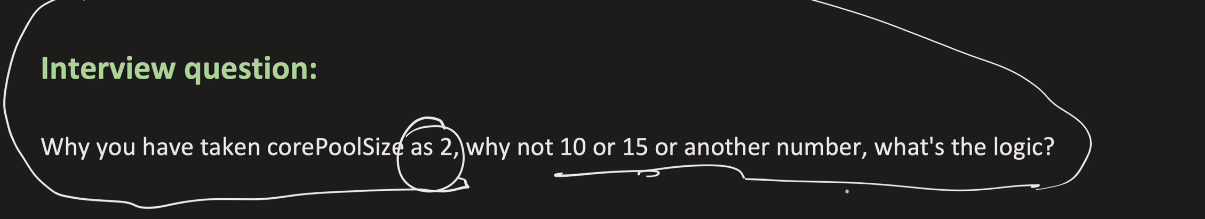 Interview question:
Why you have taken corePoolSize as 2, why not 10 or 15 or another number, what's the logic?